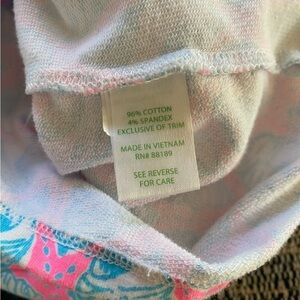 96% COTTON
4% SPANDEX
EXCLUSIVE OF TRIM
MADE IN VIETNAM
RN# 88189
SEE REVERSE
FOR CARE